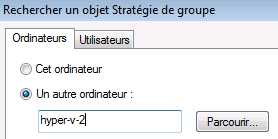 Rechercher un objet Stratégie de groupe
Ordinateurs Utilisateurs
Cet ordinateur
Un autre ordinateur :
hyper-v-2 Parcourir...